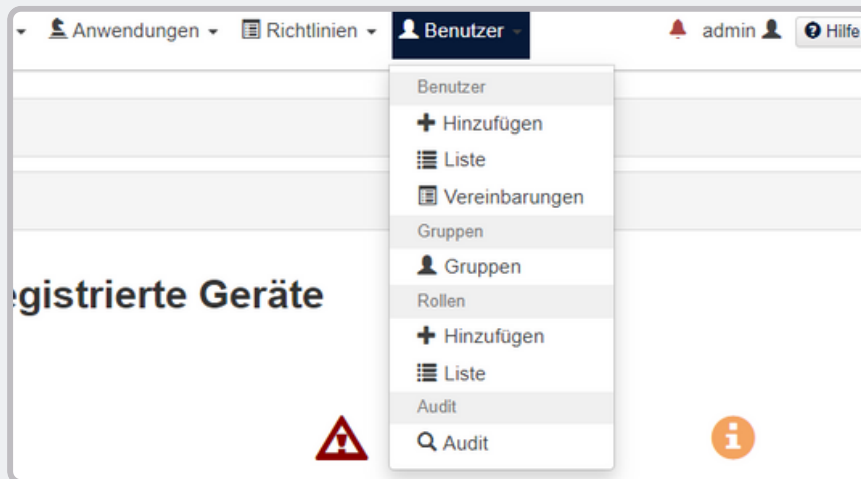 Anwendungen Richtlinien Benutzer admin Hilfe
Benutzer
Hinzufügen
Liste
Vereinbarungen
Gruppen
Gruppen
egistrierte Geräte
Rollen
Hinzufügen
Liste
Audit
Audit